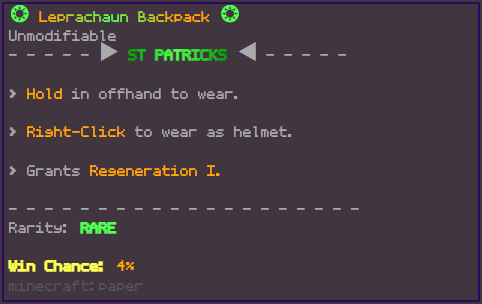 Leprachaun Backpack
Unmodifiable
- - - - - ▶ ST PATRICKS ◀ - - - - -
> Hold in offhand to wear.
> Right-Click to wear as helmet.
> Grants Regeneration I.
- - - - - - - - - - - - - - - - - - - - -
Rarity: RARE
Win Chance: 4%
minecraft:paper